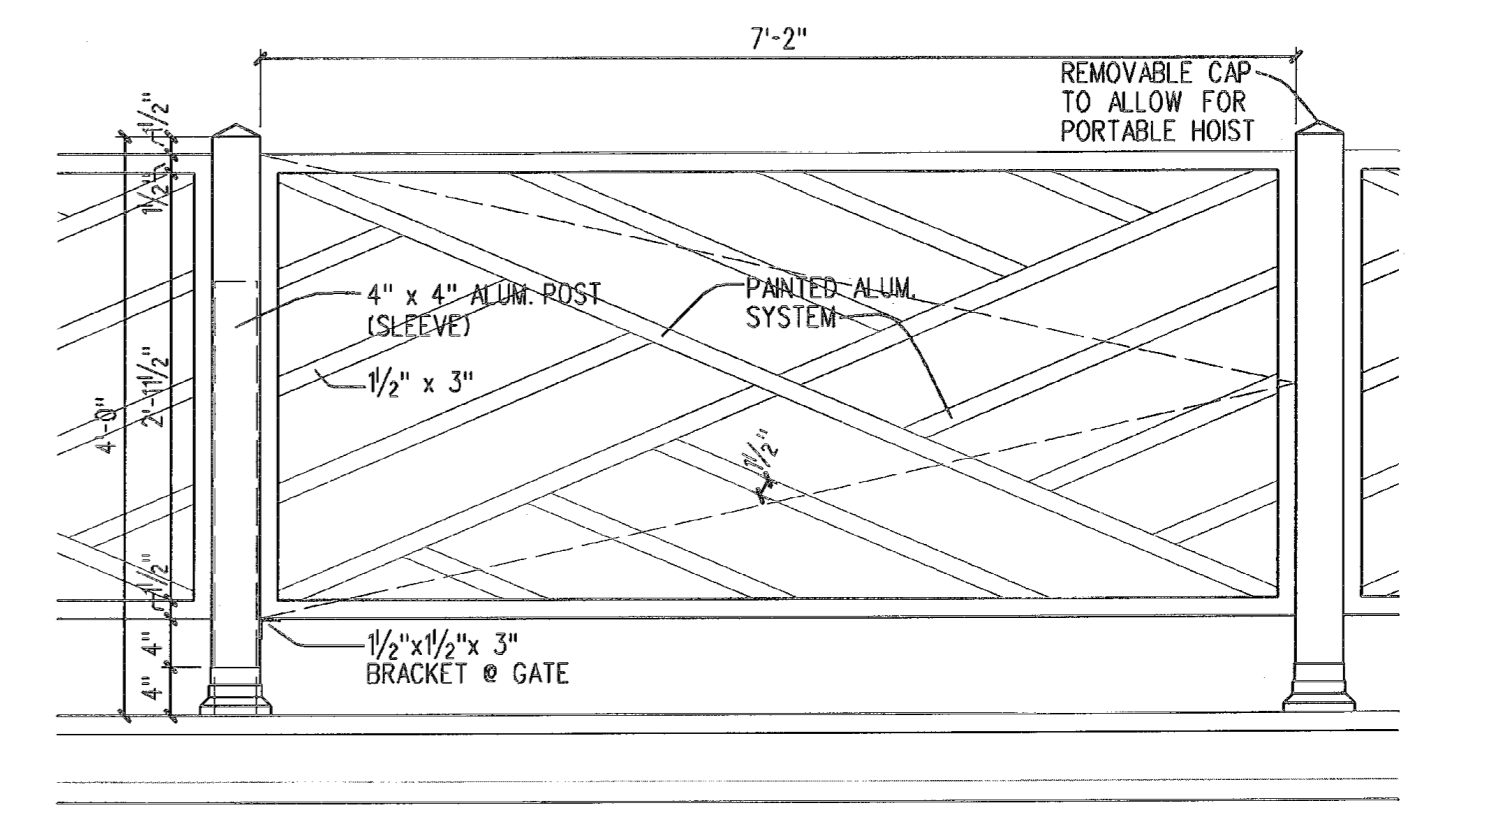 7'-2"
REMOVABLE CAP
TO ALLOW FOR
PORTABLE HOIST
1½"
1½"
4" x 4" ALUM. POST
(SLEEVE)
PAINTED ALUM.
SYSTEM
1½" x 3"
2'-11½"
4'-0"
1½"
1½"
4"
4"
1½"x1½"x 3"
BRACKET @ GATE